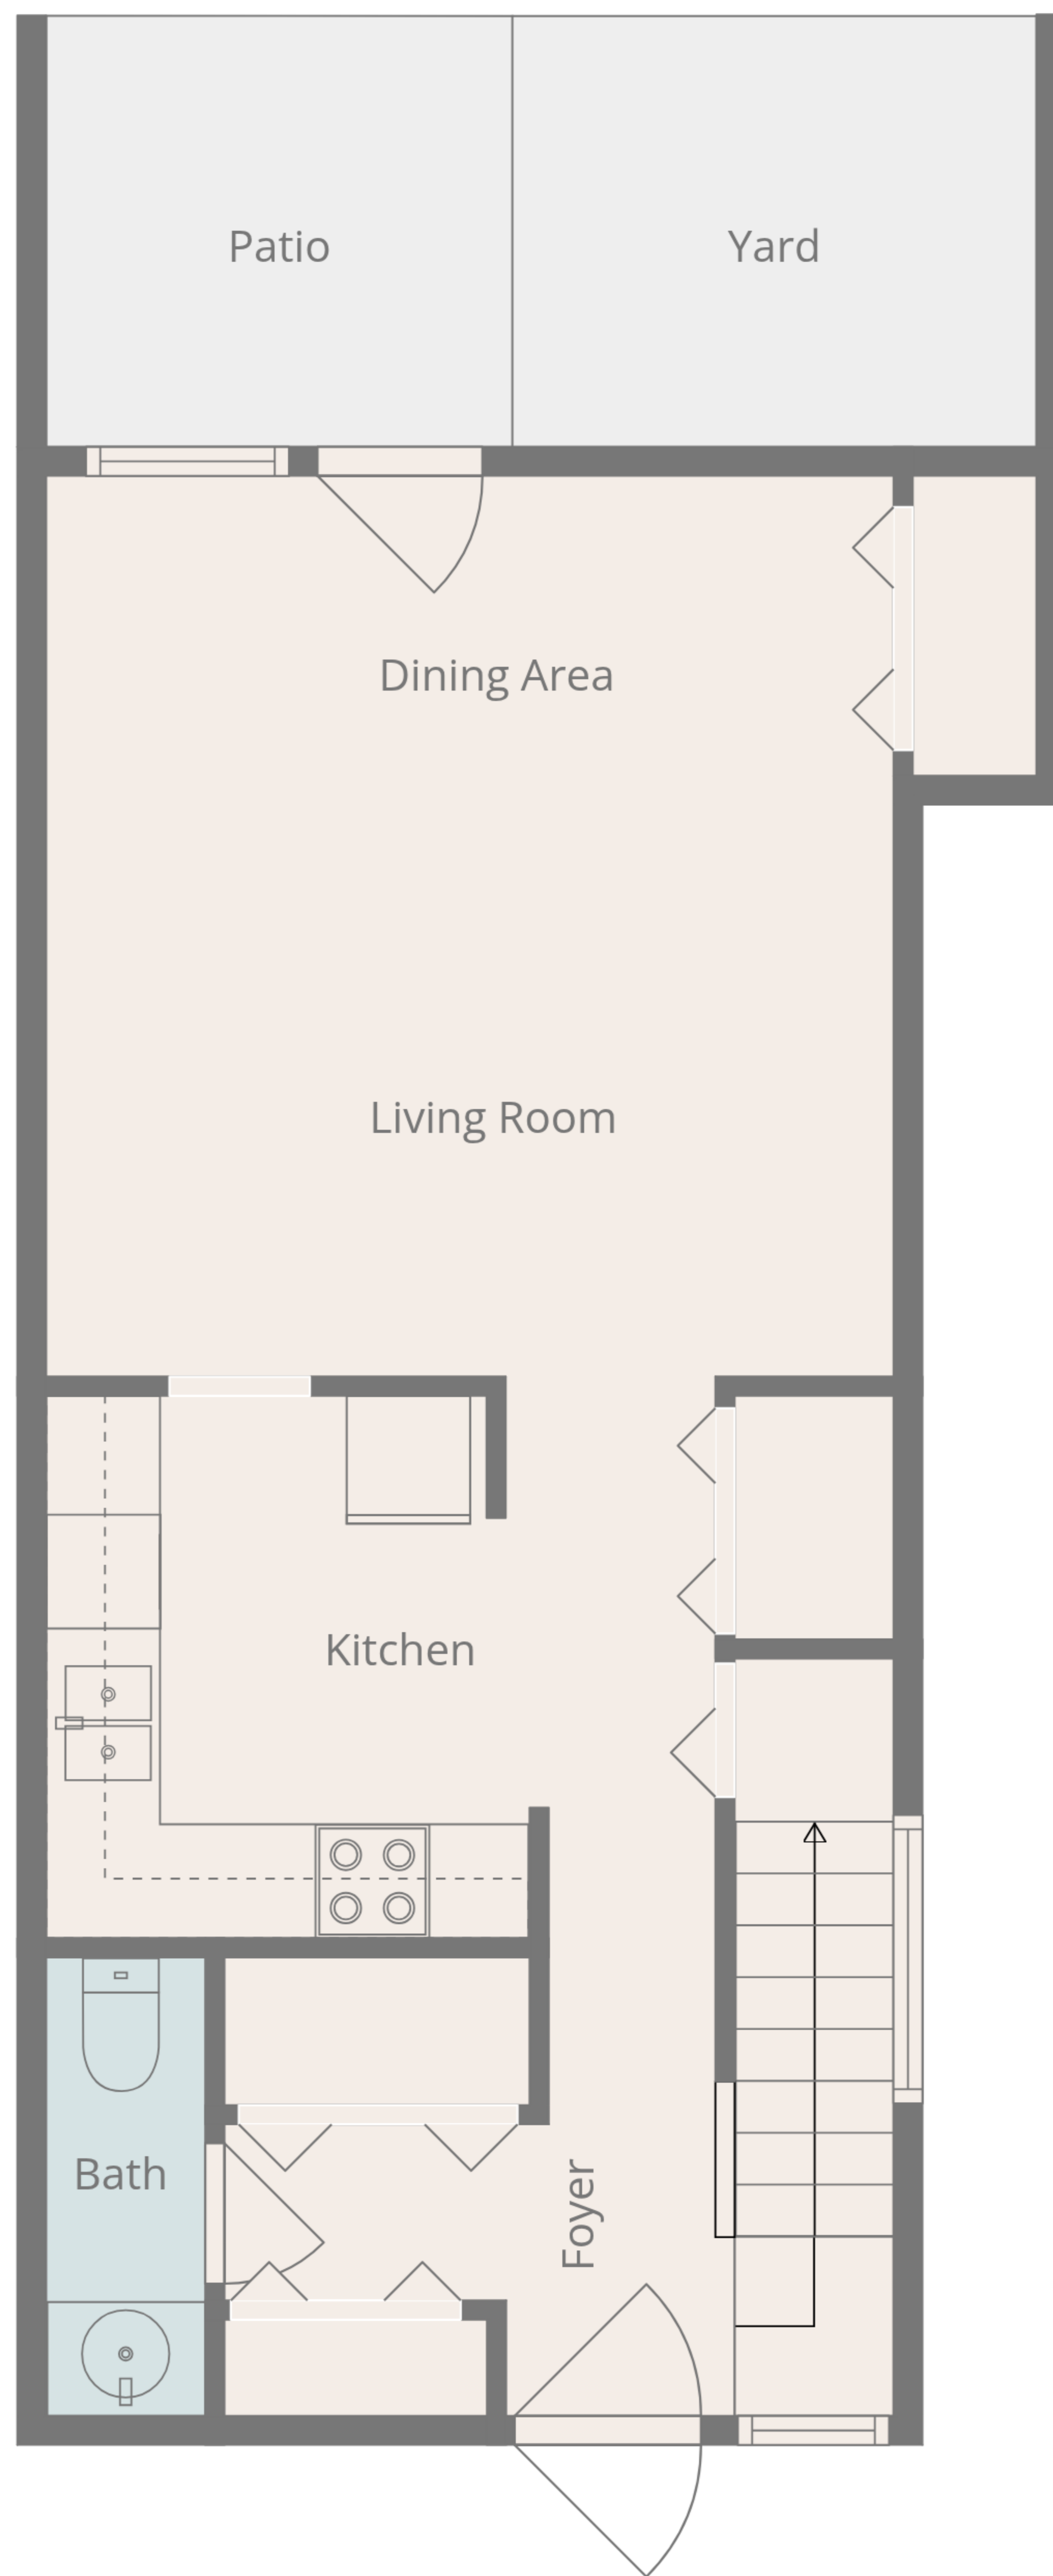 Patio
Yard
Dining Area
Living Room
Kitchen
Bath
Foyer